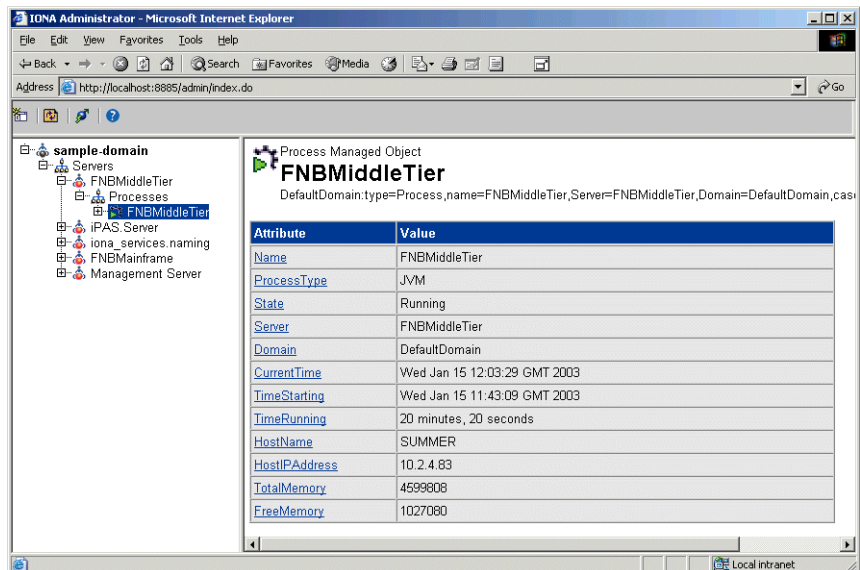 IONA Administrator - Microsoft Internet Explorer
File Edit View Favorites Tools Help
Back Search Favorites Media
Address http://localhost:8885/admin/index.do Go
sample-domain
Servers
FNBMiddleTier
Processes
FNBMiddleTier
iPAS.Server
iona_services.naming
FNBMainframe
Management Server
Process Managed Object
FNBMiddleTier
DefaultDomain:type=Process,name=FNBMiddleTier,Server=FNBMiddleTier,Domain=DefaultDomain,cas
Attribute Value
Name FNBMiddleTier
ProcessType JVM
State Running
Server FNBMiddleTier
Domain DefaultDomain
CurrentTime Wed Jan 15 12:03:29 GMT 2003
TimeStarting Wed Jan 15 11:43:09 GMT 2003
TimeRunning 20 minutes, 20 seconds
HostName SUMMER
HostIPAddress 10.2.4.83
TotalMemory 4599808
FreeMemory 1027080
Local intranet